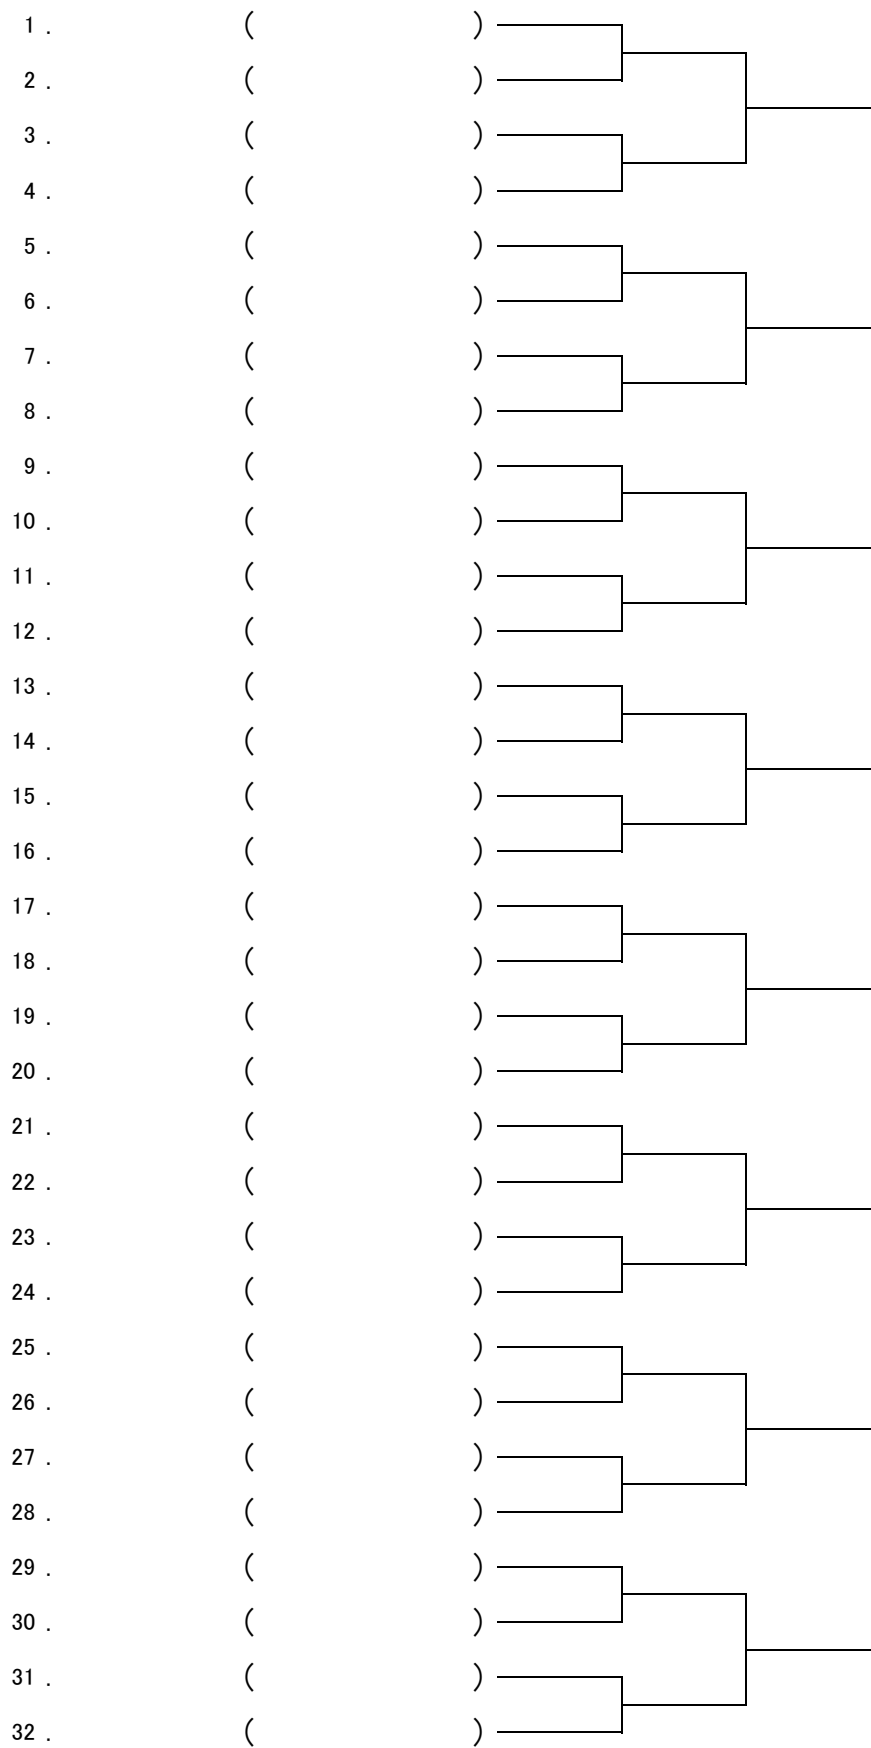 1 . ( )
2 . ( )
3 . ( )
4 . ( )
5 . ( )
6 . ( )
7 . ( )
8 . ( )
9 . ( )
10 . ( )
11 . ( )
12 . ( )
13 . ( )
14 . ( )
15 . ( )
16 . ( )
17 . ( )
18 . ( )
19 . ( )
20 . ( )
21 . ( )
22 . ( )
23 . ( )
24 . ( )
25 . ( )
26 . ( )
27 . ( )
28 . ( )
29 . ( )
30 . ( )
31 . ( )
32 . ( )